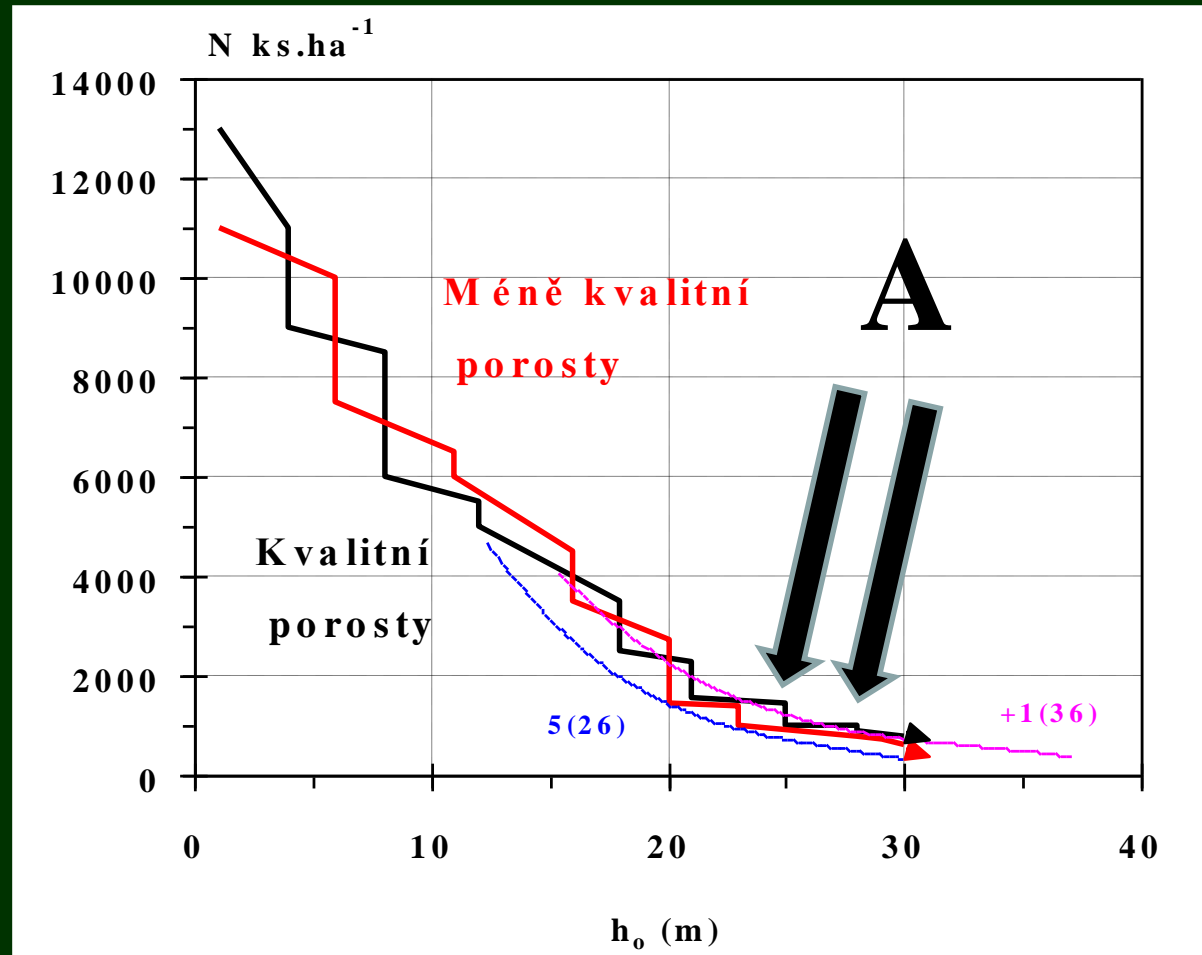 N ks.ha-1
14000
12000
10000
8000
6000
4000
2000
0
Méně kvalitní
porosty
A
Kvalitní
porosty
5(26)
+1(36)
0 10 20 30 40
ho (m)